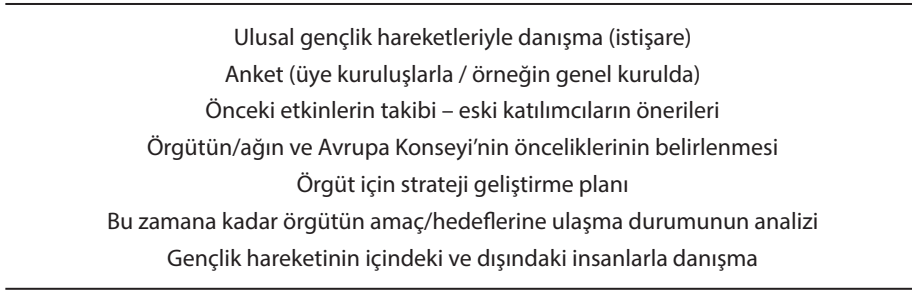 Ulusal gençlik hareketleriyle danışma (istişare)
Anket (üye kuruluşlarla / örneğin genel kurulda)
Önceki etkinlerin takibi – eski katılımcıların önerileri
Örgütün/ağın ve Avrupa Konseyi’nin önceliklerinin belirlenmesi
Örgüt için strateji geliştirme planı
Bu zamana kadar örgütün amaç/hedeflerine ulaşma durumunun analizi
Gençlik hareketinin içindeki ve dışındaki insanlarla danışma